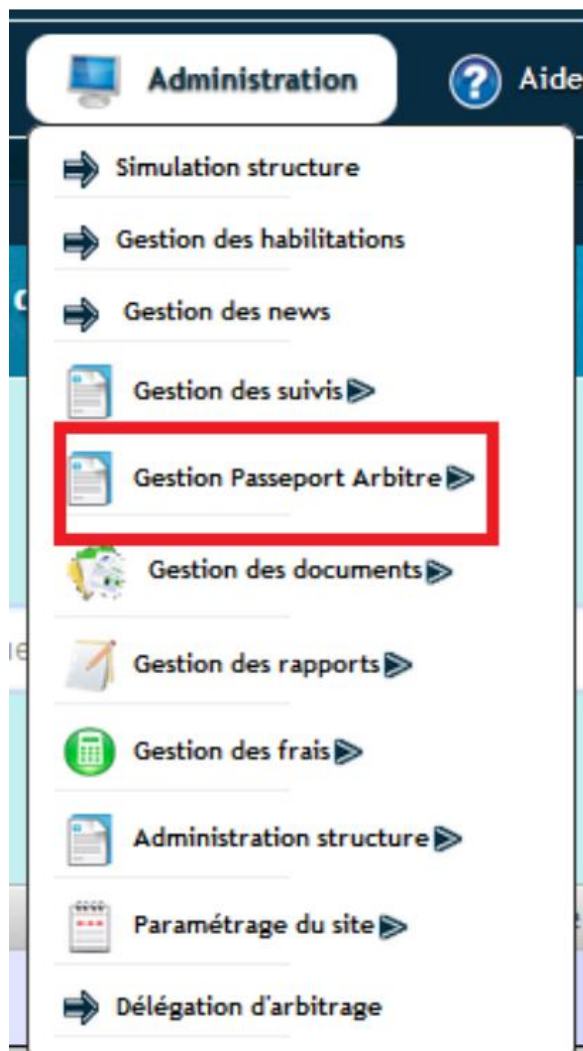 Administration
Aide
Simulation structure
Gestion des habilitations
Gestion des news
Gestion des suivis
Gestion Passeport Arbitre
Gestion des documents
Gestion des rapports
Gestion des frais
Administration structure
Paramétrage du site
Délégation d'arbitrage